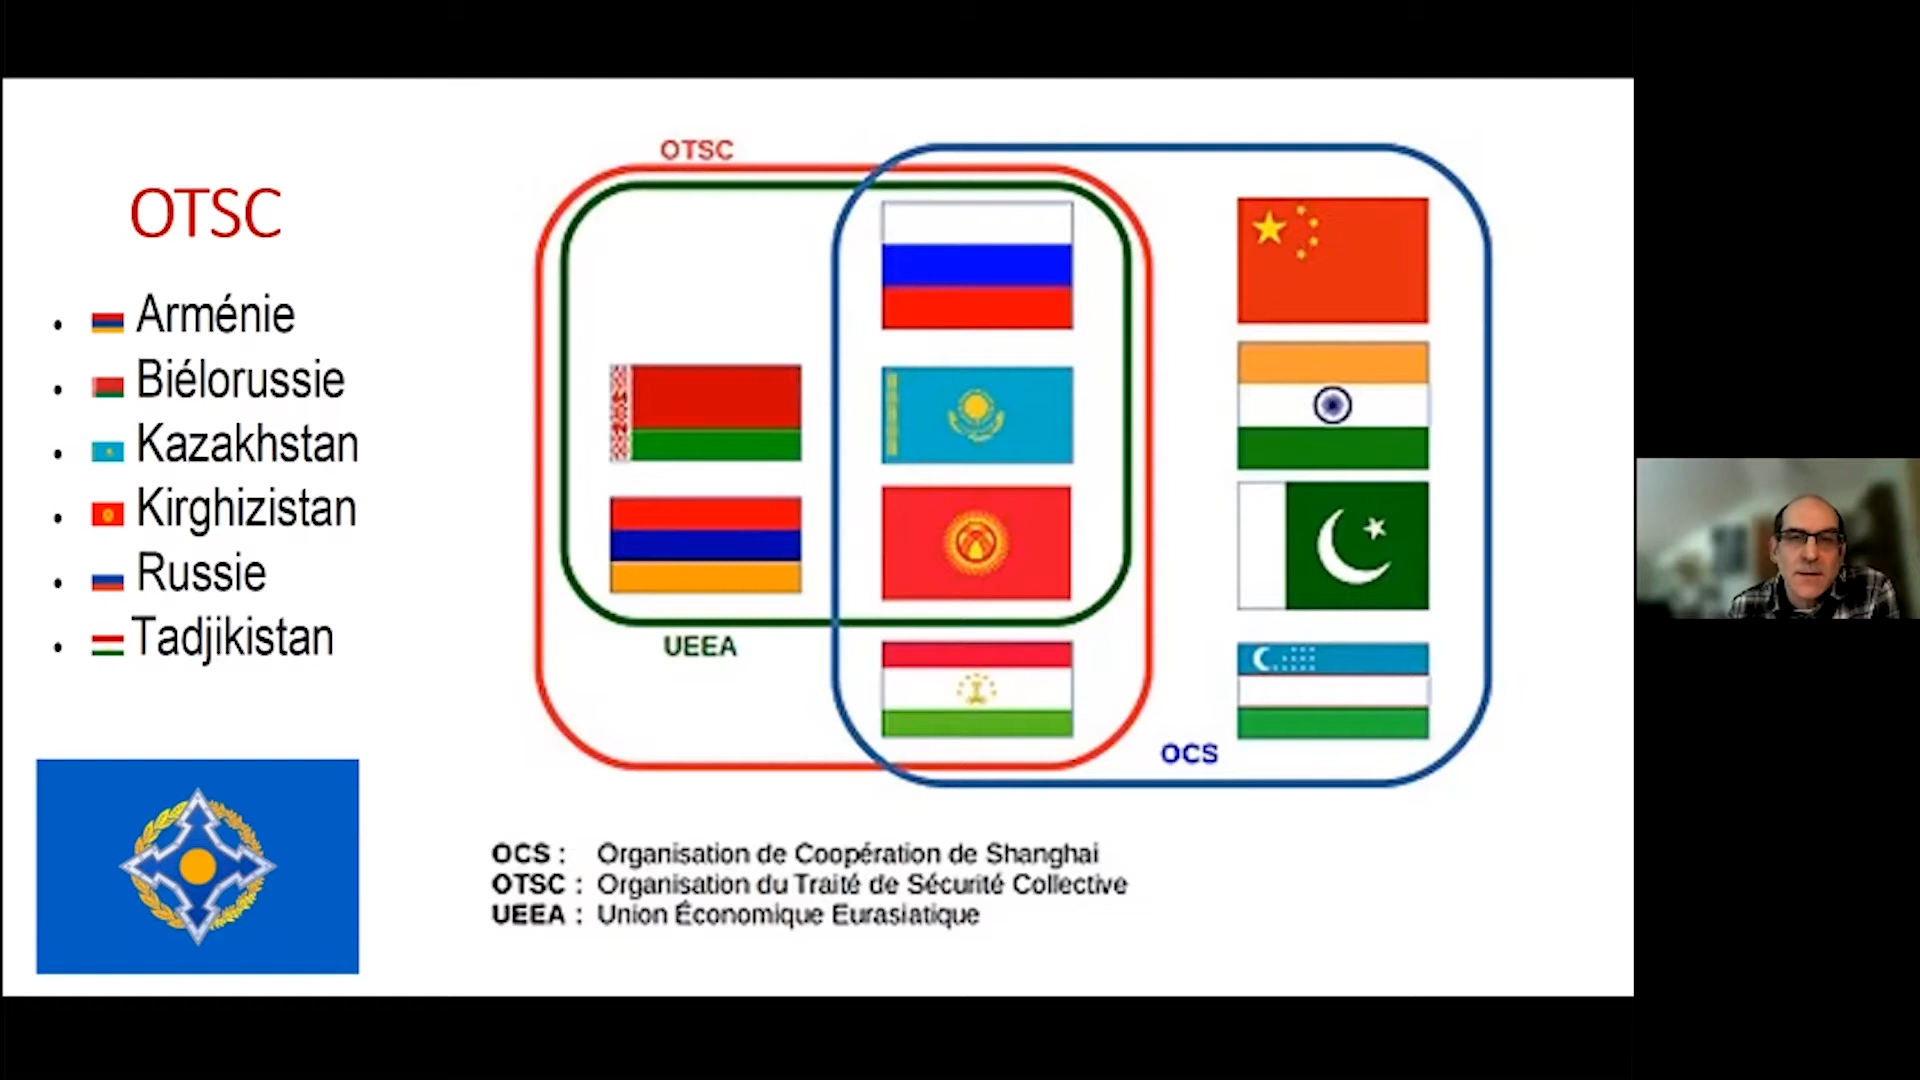 OTSC
Arménie
Biélorussie
Kazakhstan
Kirghizistan
Russie
Tadjikistan
OTSC
UEEA
OCS
OCS : Organisation de Coopération de Shanghai
OTSC : Organisation du Traité de Sécurité Collective
UEEA : Union Économique Eurasiatique